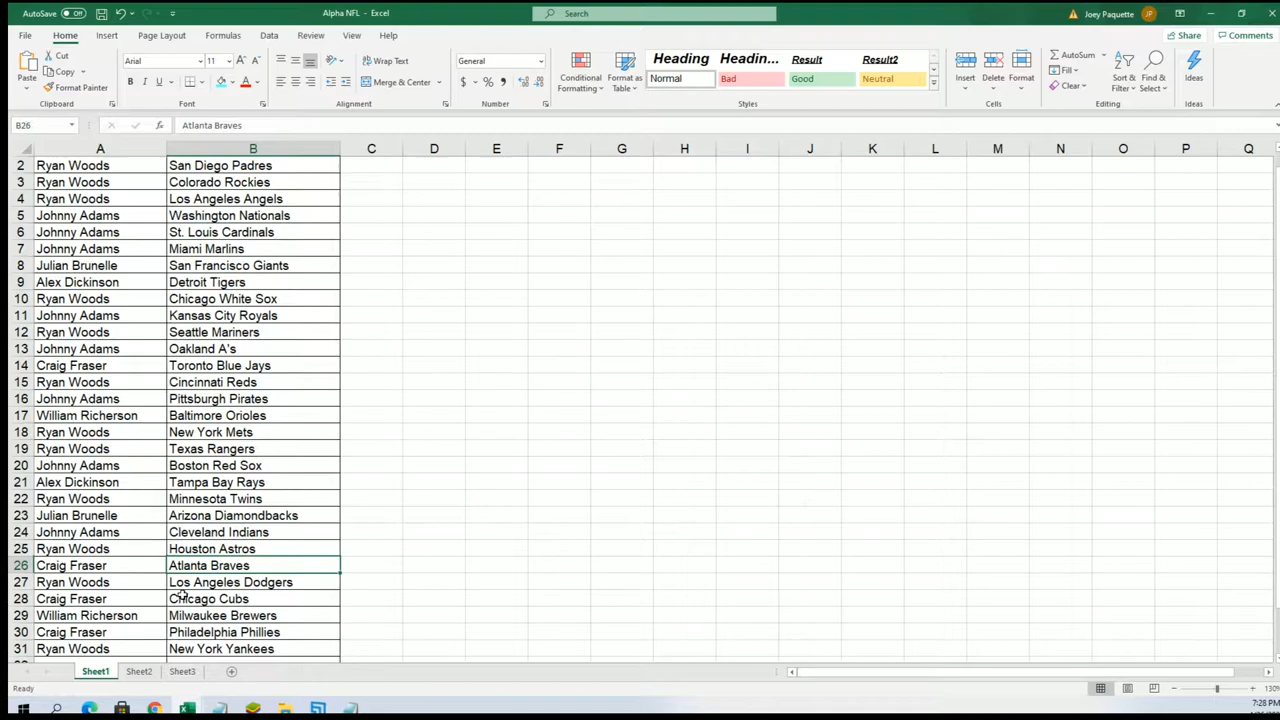 AutoSave Off Alpha NFL - Excel Search Joey Paquette JP
File Home Insert Page Layout Formulas Data Review View Help Share Comments
Paste Cut Copy Format Painter Clipboard
Arial 11 B I U A Font
Wrap Text Merge & Center Alignment
General $ % Number
Conditional Formatting Format as Table
Heading Headin... Result Result2
Normal Bad Good Neutral
Styles
Insert Delete Format Cells
AutoSum Fill Clear Sort & Filter Find & Select Editing
Ideas Ideas
B26 fx Atlanta Braves
A B C D E F G H I J K L M N O P Q
2 Ryan Woods San Diego Padres
3 Ryan Woods Colorado Rockies
4 Ryan Woods Los Angeles Angels
5 Johnny Adams Washington Nationals
6 Johnny Adams St. Louis Cardinals
7 Johnny Adams Miami Marlins
8 Julian Brunelle San Francisco Giants
9 Alex Dickinson Detroit Tigers
10 Ryan Woods Chicago White Sox
11 Johnny Adams Kansas City Royals
12 Ryan Woods Seattle Mariners
13 Johnny Adams Oakland A's
14 Craig Fraser Toronto Blue Jays
15 Ryan Woods Cincinnati Reds
16 Johnny Adams Pittsburgh Pirates
17 William Richerson Baltimore Orioles
18 Ryan Woods New York Mets
19 Ryan Woods Texas Rangers
20 Johnny Adams Boston Red Sox
21 Alex Dickinson Tampa Bay Rays
22 Ryan Woods Minnesota Twins
23 Julian Brunelle Arizona Diamondbacks
24 Johnny Adams Cleveland Indians
25 Ryan Woods Houston Astros
26 Craig Fraser Atlanta Braves
27 Ryan Woods Los Angeles Dodgers
28 Craig Fraser Chicago Cubs
29 William Richerson Milwaukee Brewers
30 Craig Fraser Philadelphia Phillies
31 Ryan Woods New York Yankees
Sheet1 Sheet2 Sheet3
Ready 130%
7:28 PM